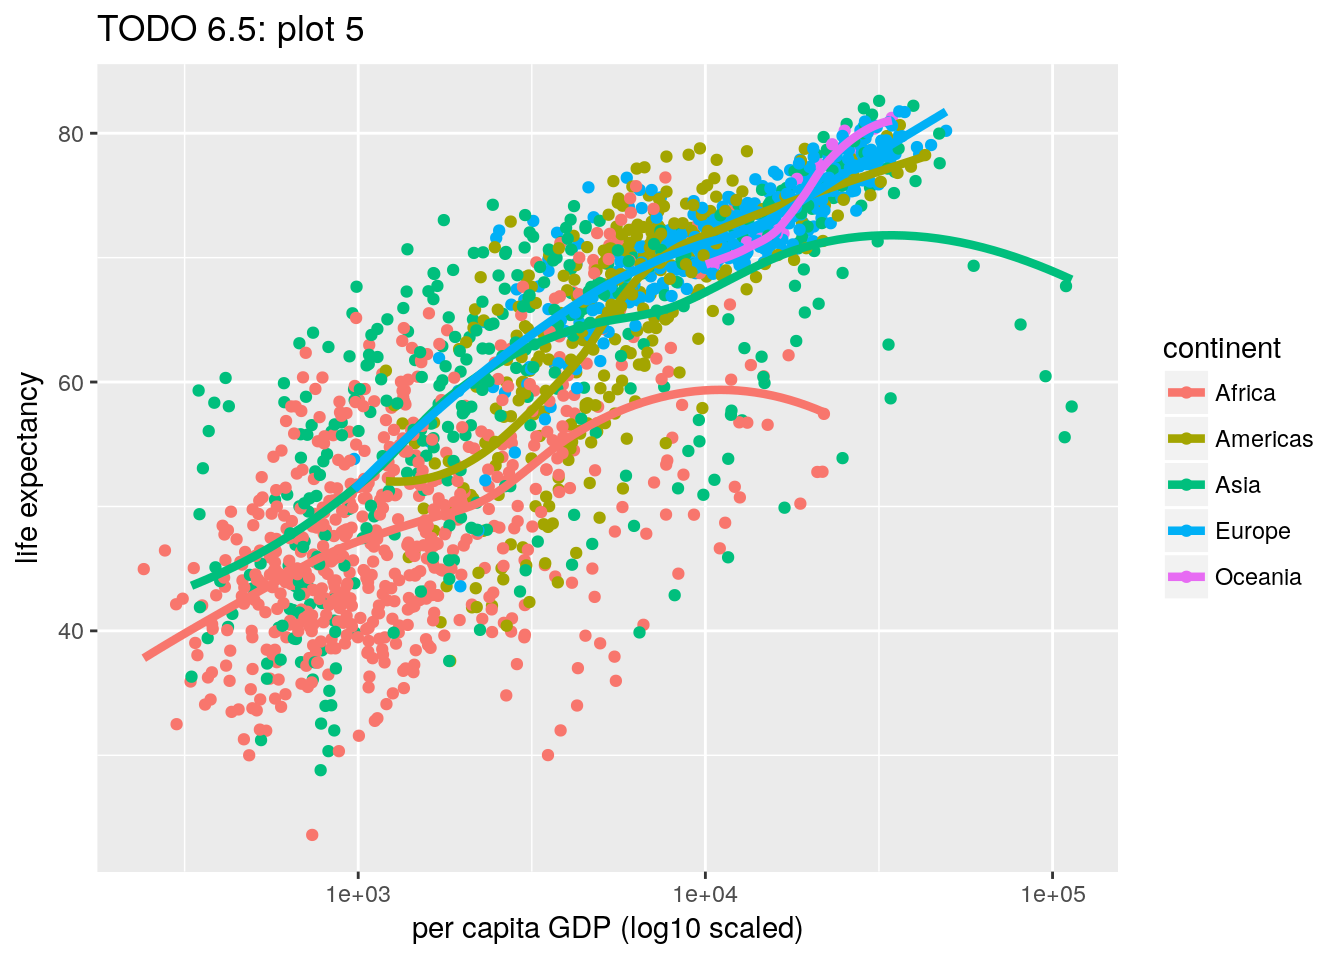 TODO 6.5: plot 5
80
60
40
life expectancy
1e+03
1e+04
1e+05
per capita GDP (log10 scaled)
continent
Africa
Americas
Asia
Europe
Oceania